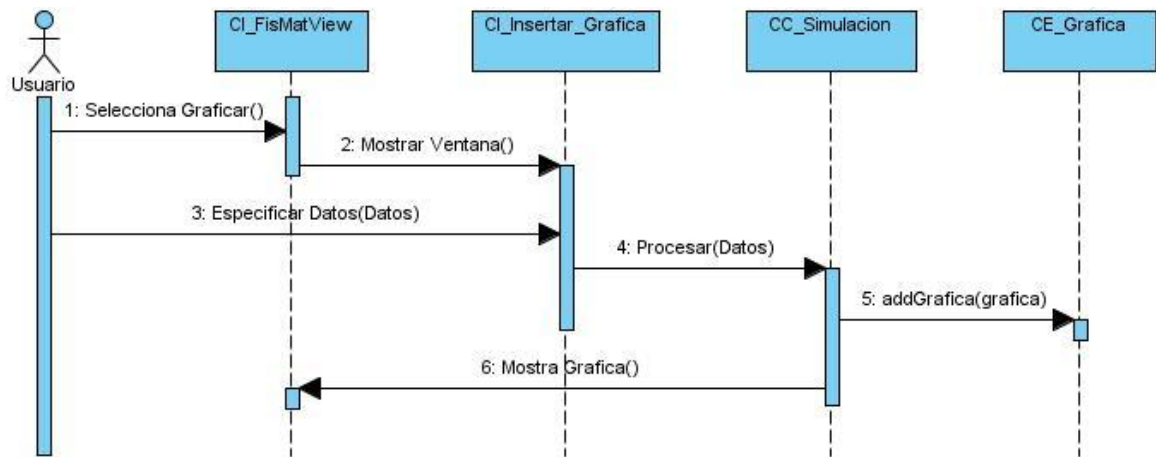 CI_FisMatView
CI_Insertar_Grafica
CC_Simulacion
CE_Grafica
Usuario
1: Selecciona Graficar()
2: Mostrar Ventana()
3: Especificar Datos(Datos)
4: Procesar(Datos)
5: addGrafica(grafica)
6: Mostra Grafica()